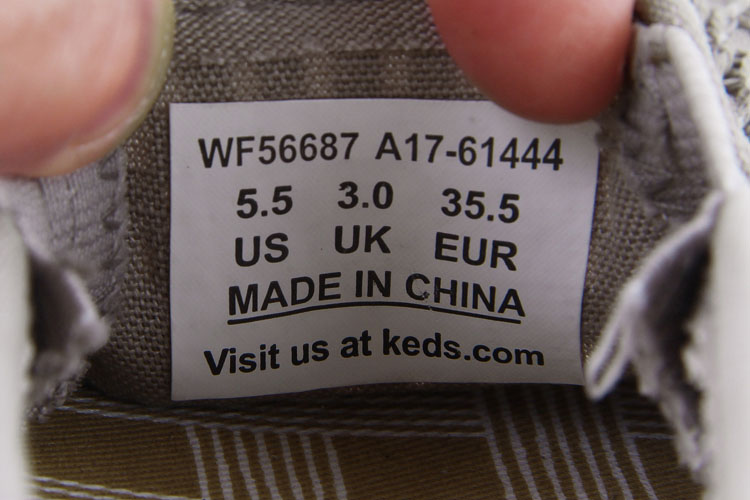 WF56687 A17-61444
5.5 3.0 35.5
US UK EUR
MADE IN CHINA
Visit us at keds.com